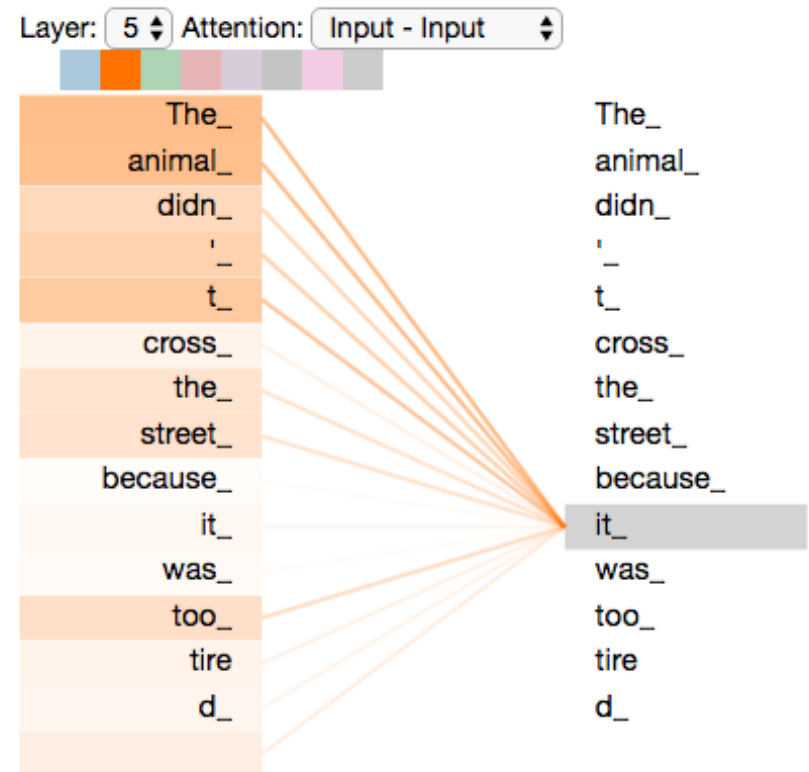 Layer: 5 Attention: Input - Input
The_ The_
animal_ animal_
didn_ didn_
'_ '_
t_ t_
cross_ cross_
the_ the_
street_ street_
because_ because_
it_ it_
was_ was_
too_ too_
tire tire
d_ d_